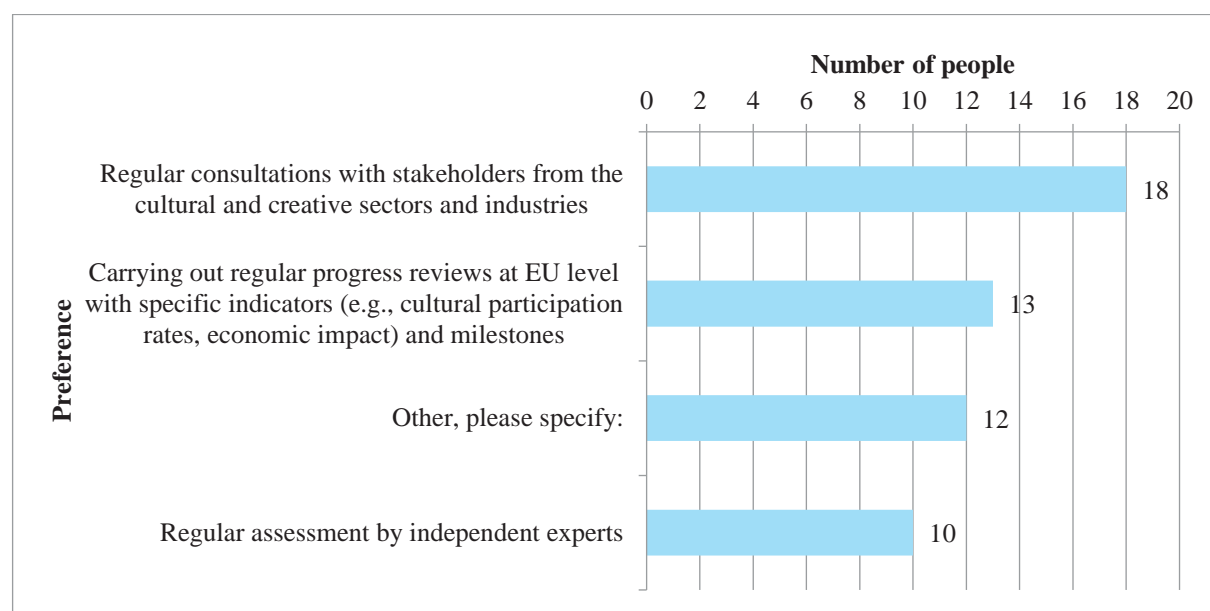 Number of people
0 2 4 6 8 10 12 14 16 18 20
Preference
Regular consultations with stakeholders from the
cultural and creative sectors and industries
18
Carrying out regular progress reviews at EU level
with specific indicators (e.g., cultural participation
rates, economic impact) and milestones
13
Other, please specify:
12
Regular assessment by independent experts
10